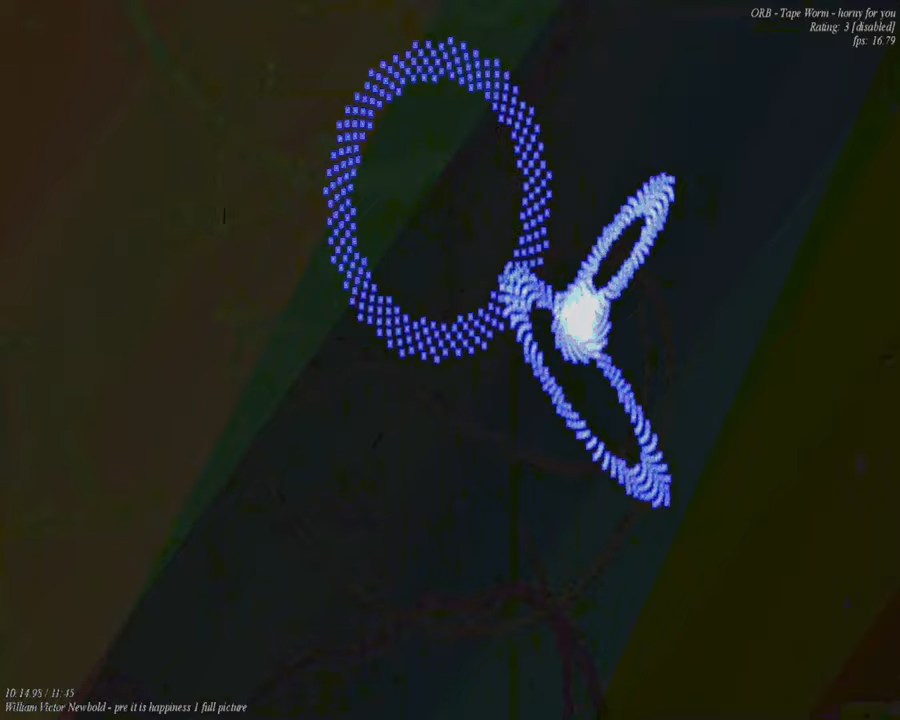 ORB - Tape Worm - horny for you
Rating: 3 [disabled]
fps: 16.79
10:14.98 / 11:45
William Victor Newbold - pre it is happiness 1 full picture